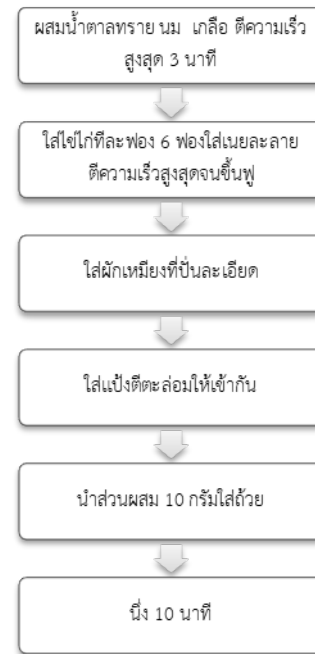 ผสมน้ำตาลทราย นม เกลือ ตีความเร็ว
สูงสุด 3 นาที
ใส่ไข่ไก่ทีละฟอง 6 ฟองใส่เนยละลาย
ตีความเร็วสูงสุดจนขึ้นฟู
ใส่ผักเหมียงที่ปั่นละเอียด
ใส่แป้งตีตะล่อมให้เข้ากัน
นำส่วนผสม 10 กรัมใส่ถ้วย
นึ่ง 10 นาที